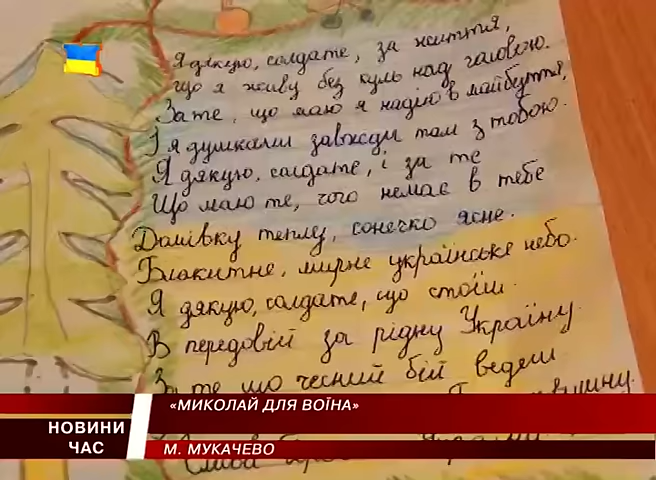 Я дякую, солдате, за життя,
що я живу без куль над головою.
За те, що маю я надію в майбуття,
І я думками завжди там з тобою.
Я дякую, солдате, і за те
Що маю те, чого немає в тебе
Домівку теплу, сонечко ясне.
Блакитне, мирне українське небо.
Я дякую, солдате, що стоїш
В передовій за рідну Україну
За те що чесний бій ведеш
«МИКОЛАЙ ДЛЯ ВОЇНА»
НОВИНИ
ЧАС
М. МУКАЧЕВО
Слава